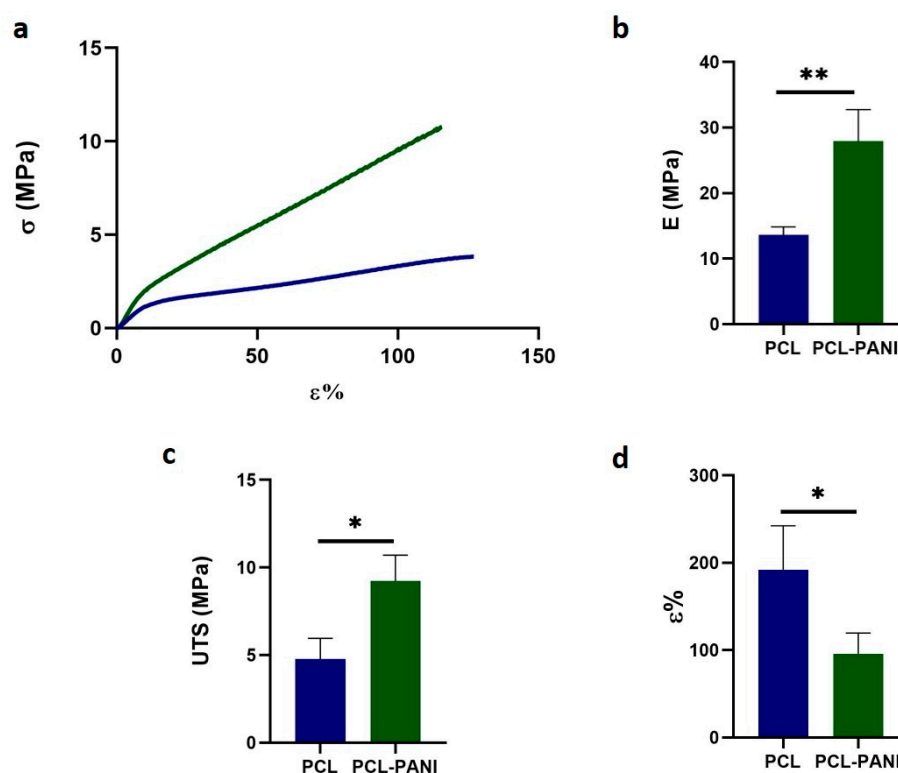 a
15
10
5
0
σ (MPa)
0 50 100 150
ε%
b
40
30
20
10
0
E (MPa)
**
PCL PCL-PANI
c
15
10
5
0
UTS (MPa)
*
PCL PCL-PANI
d
300
200
100
0
ε%
*
PCL PCL-PANI